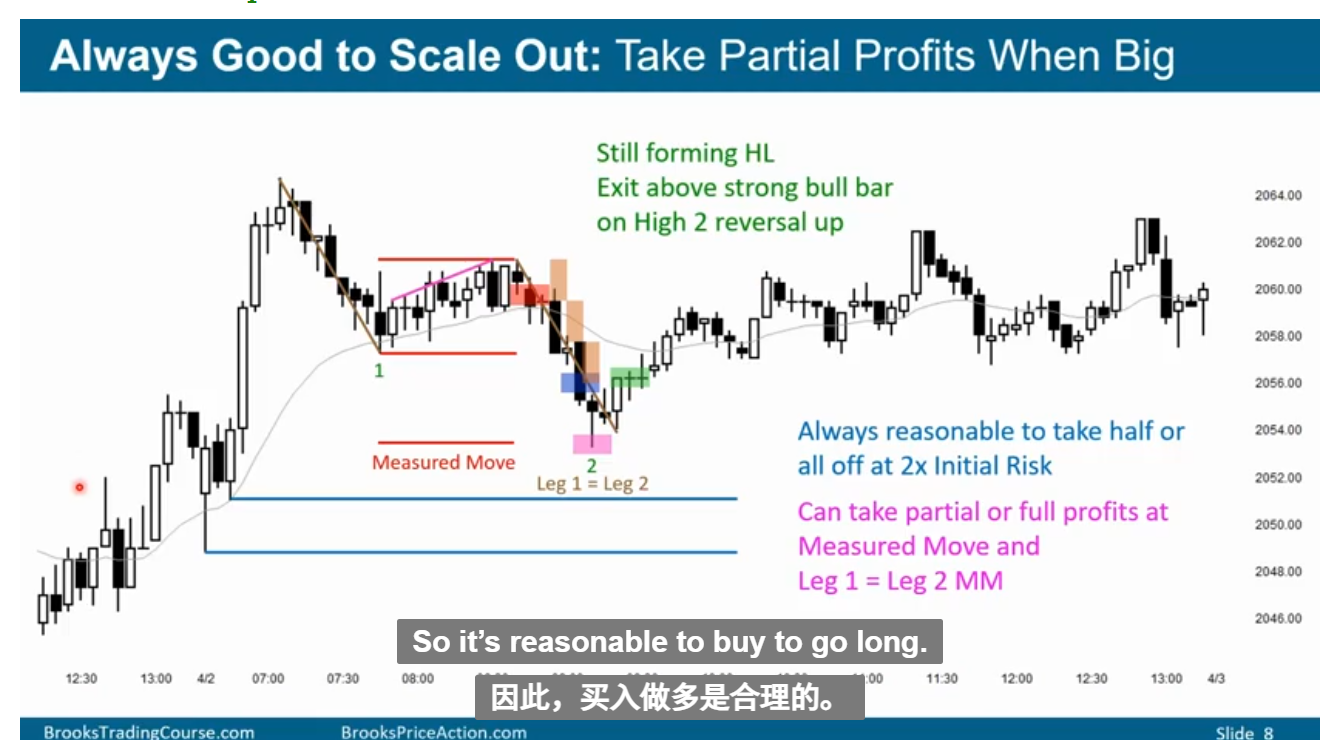 Always Good to Scale Out: Take Partial Profits When Big
Still forming HL
Exit above strong bull bar
on High 2 reversal up
2064.00
2062.00
2060.00
2058.00
2056.00
2054.00
2052.00
2050.00
2048.00
2046.00
1
Measured Move
2
Leg 1 = Leg 2
Always reasonable to take half or
all off at 2x Initial Risk
Can take partial or full profits at
Measured Move and
Leg 1 = Leg 2 MM
So it’s reasonable to buy to go long.
因此，买入做多是合理的。
12:30 13:00 4/2 07:00 07:30 08:00 11:30 12:00 12:30 13:00 4/3
BrooksTradingCourse.com BrooksPriceAction.com Slide 8